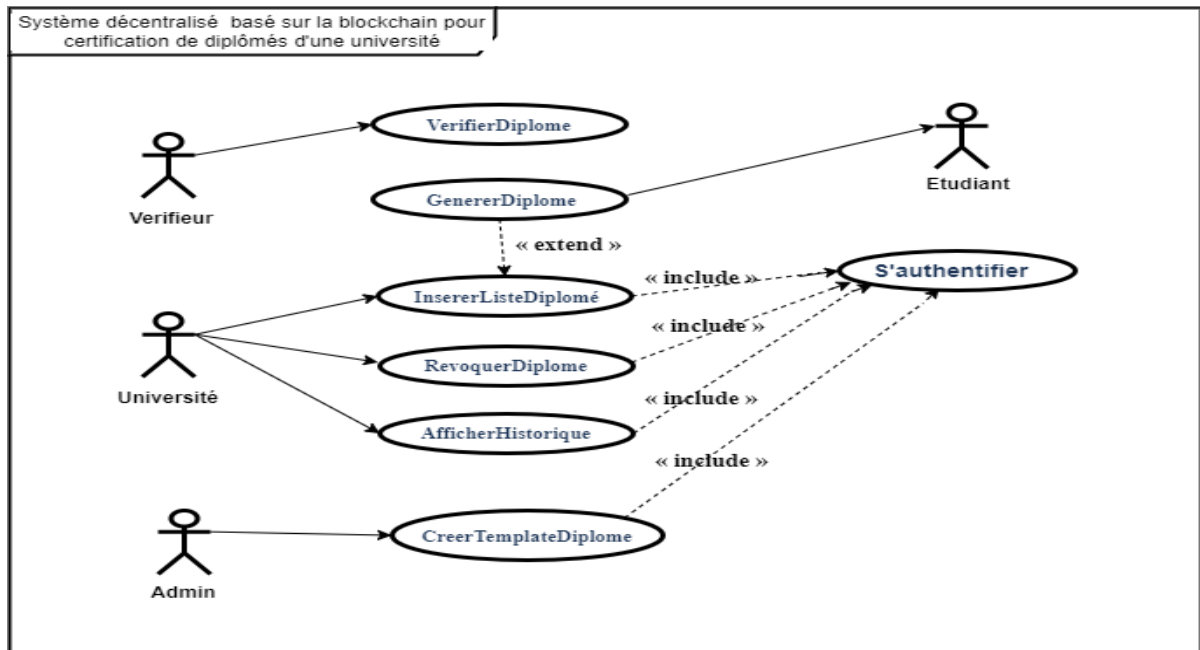 Système décentralisé basé sur la blockchain pour
certification de diplômés d'une université
VerifierDiplome
Etudiant
Verifieur
GenererDiplome
« extend »
S'authentifier
« include »
InsererListeDiplomé
« include »
Université
RevoquerDiplome
« include »
AfficherHistorique
« include »
CreerTemplateDiplome
Admin